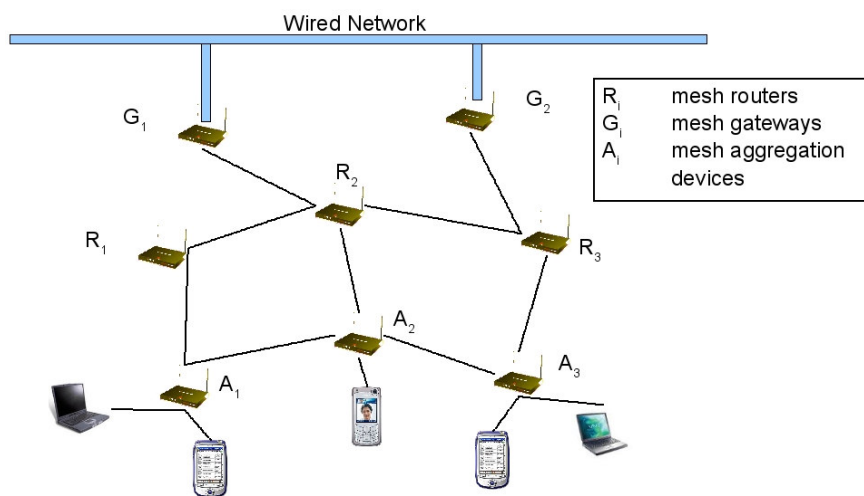 Wired Network
G1
G2
Ri mesh routers
Gi mesh gateways
Ai mesh aggregation
devices
R2
R1
R3
A2
A1
A3